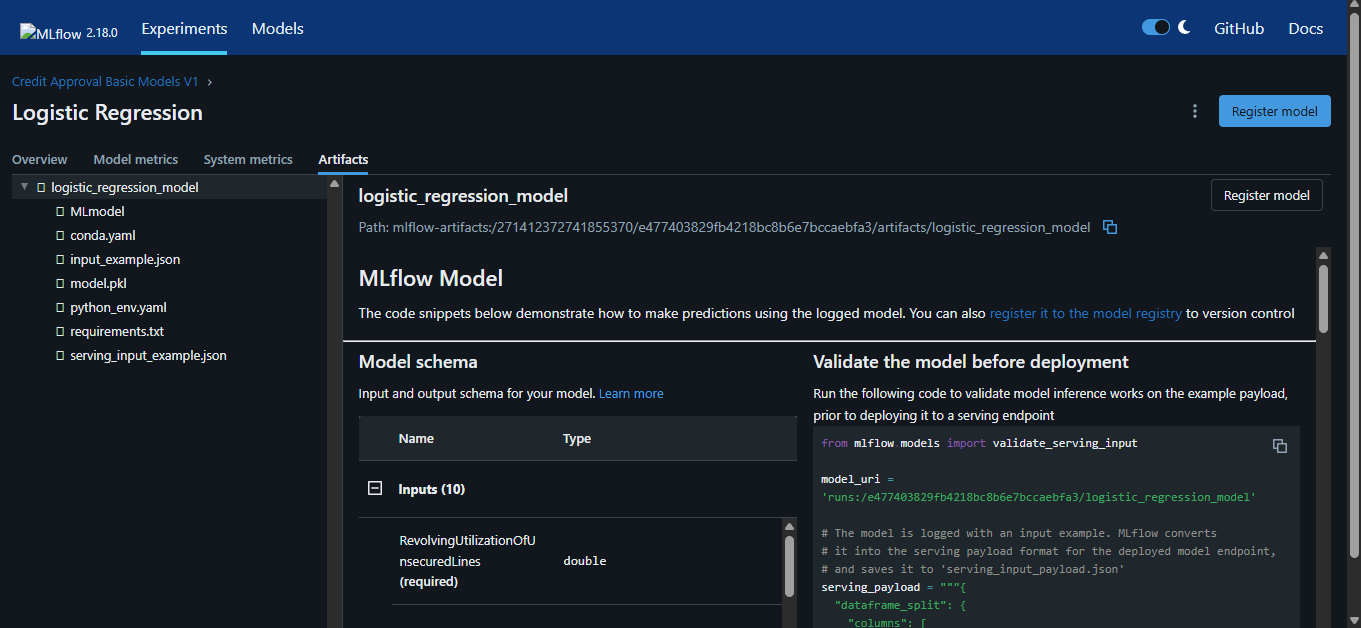 MLflow 2.18.0 Experiments Models GitHub Docs
Credit Approval Basic Models V1 ›
Logistic Regression
Register model
Overview Model metrics System metrics Artifacts
logistic_regression_model
MLmodel
conda.yaml
input_example.json
model.pkl
python_env.yaml
requirements.txt
serving_input_example.json
logistic_regression_model
Register model
Path: mlflow-artifacts:/271412372741855370/e477403829fb4218bc8b6e7bccaebfa3/artifacts/logistic_regression_model
MLflow Model
The code snippets below demonstrate how to make predictions using the logged model. You can also register it to the model registry to version control
Model schema
Input and output schema for your model. Learn more
Name Type
Inputs (10)
RevolvingUtilizationOfU
nsecuredLines
(required)
double
Validate the model before deployment
Run the following code to validate model inference works on the example payload,
prior to deploying it to a serving endpoint
from mlflow.models import validate_serving_input
model_uri =
'runs:/e477403829fb4218bc8b6e7bccaebfa3/logistic_regression_model'
# The model is logged with an input example. MLflow converts
# it into the serving payload format for the deployed model endpoint,
# and saves it to 'serving_input_payload.json'
serving_payload = """{
"dataframe_split": {
"columns": [